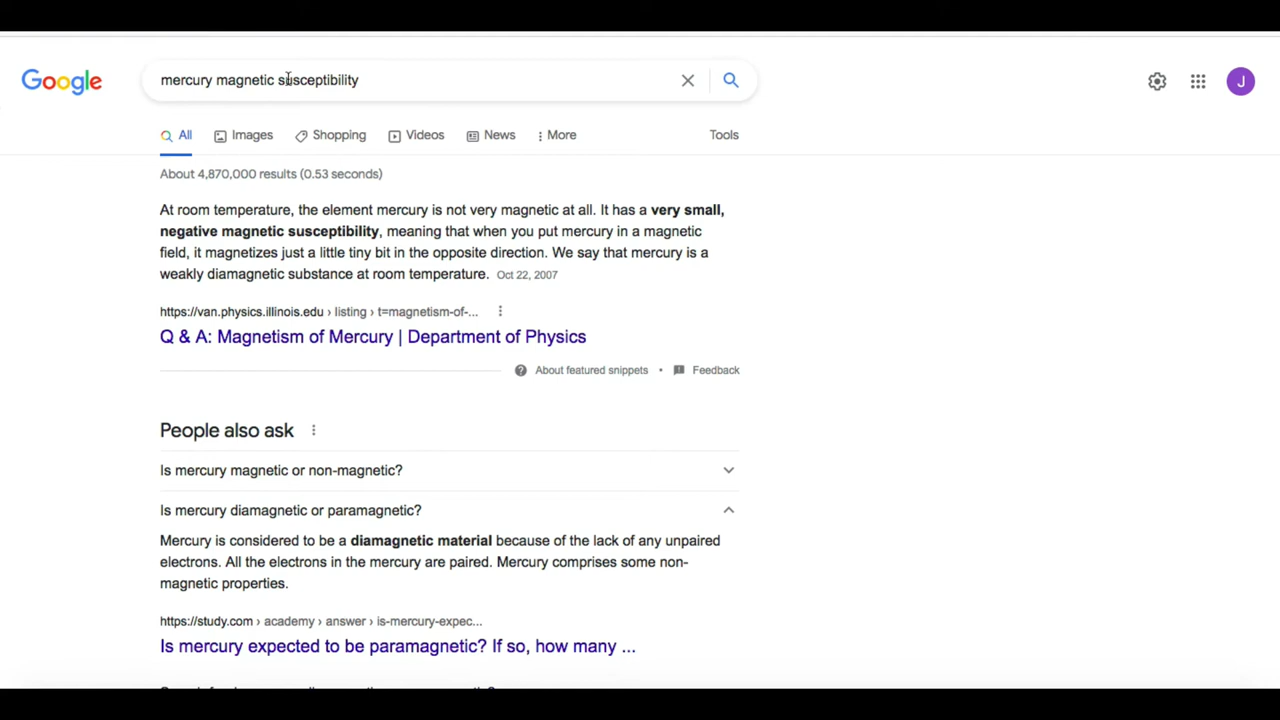 Google
mercury magnetic susceptibility
J
All Images Shopping Videos News More Tools
About 4,870,000 results (0.53 seconds)
At room temperature, the element mercury is not very magnetic at all. It has a very small,
negative magnetic susceptibility, meaning that when you put mercury in a magnetic
field, it magnetizes just a little tiny bit in the opposite direction. We say that mercury is a
weakly diamagnetic substance at room temperature. Oct 22, 2007
https://van.physics.illinois.edu › listing › t=magnetism-of-...
Q & A: Magnetism of Mercury | Department of Physics
About featured snippets • Feedback
People also ask
Is mercury magnetic or non-magnetic?
Is mercury diamagnetic or paramagnetic?
Mercury is considered to be a diamagnetic material because of the lack of any unpaired
electrons. All the electrons in the mercury are paired. Mercury comprises some non-
magnetic properties.
https://study.com › academy › answer › is-mercury-expec...
Is mercury expected to be paramagnetic? If so, how many ...